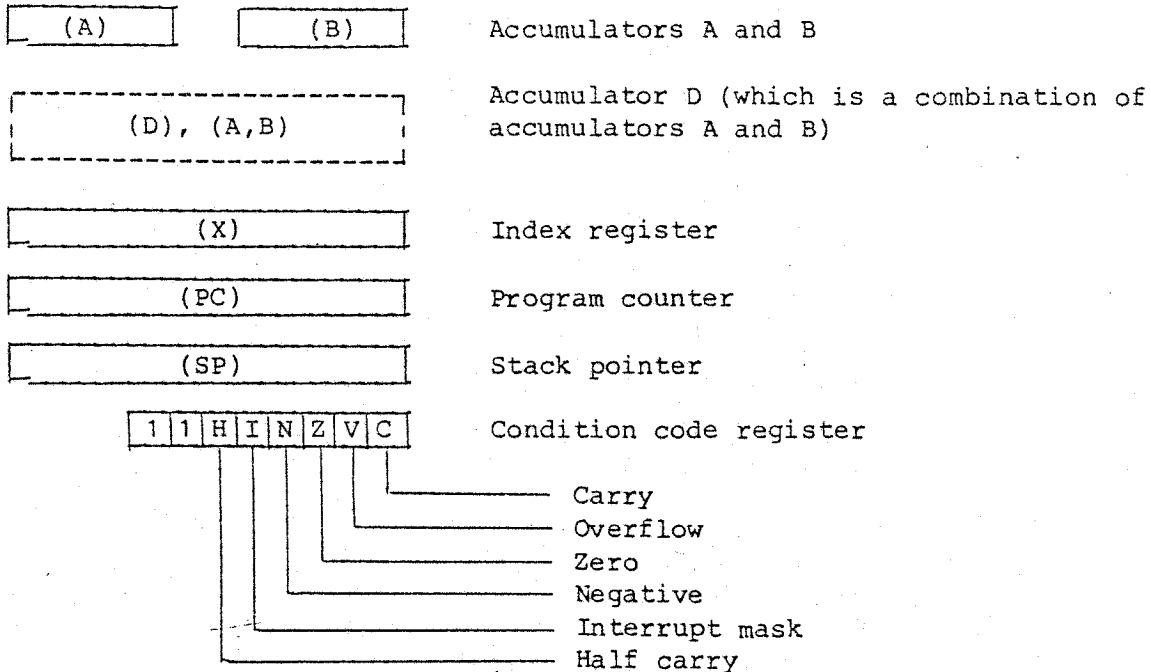 (A) (B) Accumulators A and B
Accumulator D (which is a combination of
(D), (A,B) accumulators A and B)
(X) Index register
(PC) Program counter
(SP) Stack pointer
1 1 H I N Z V C Condition code register
Carry
Overflow
Zero
Negative
Interrupt mask
Half carry